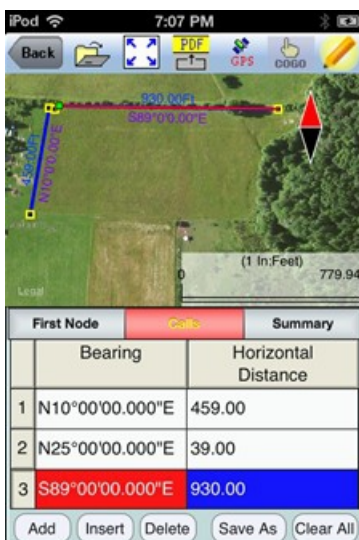 iPod 7:07 PM
Back PDF GPS COGO
930.00Ft
S89°0'0.00"E
459.00Ft
N10°0'0.00"E
(1 In:Feet)
0 779.94
Legal
First Node Calls Summary
Bearing Horizontal Distance
1 N10°00'00.000"E 459.00
2 N25°00'00.000"E 39.00
3 S89°00'00.000"E 930.00
Add Insert Delete Save As Clear All